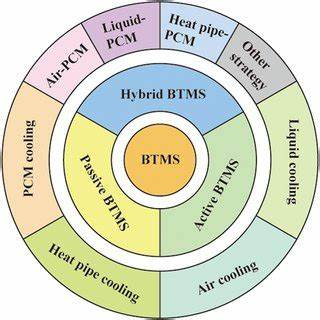 Liquid-
PCM
Heat pipe-
PCM
Air-PCM
Other
strategy
Hybrid BTMS
PCM cooling
Liquid cooling
BTMS
Passive BTMS
Active BTMS
Heat pipe cooling
Air cooling